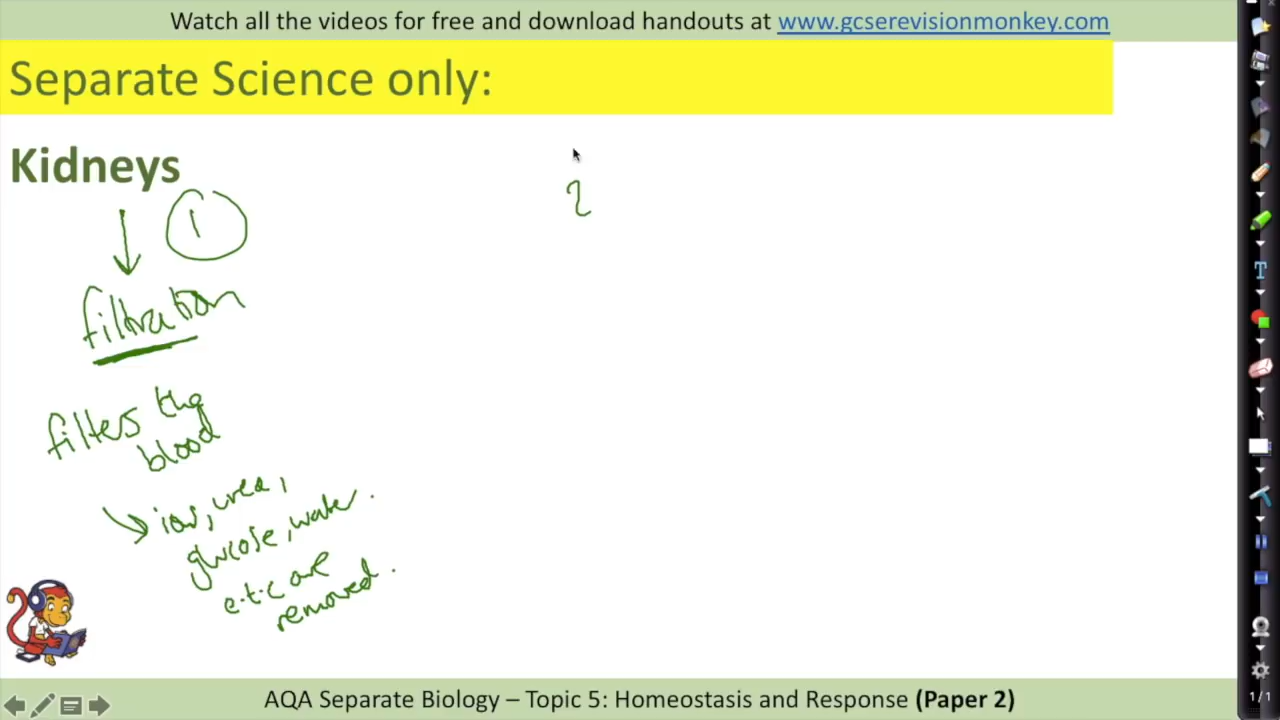 Watch all the videos for free and download handouts at www.gcserevisionmonkey.com
Separate Science only:
Kidneys
1
filtration
filters the
blood
ions, urea,
glucose, water.
e.t.c are
removed.
2
AQA Separate Biology – Topic 5: Homeostasis and Response (Paper 2)
1/1